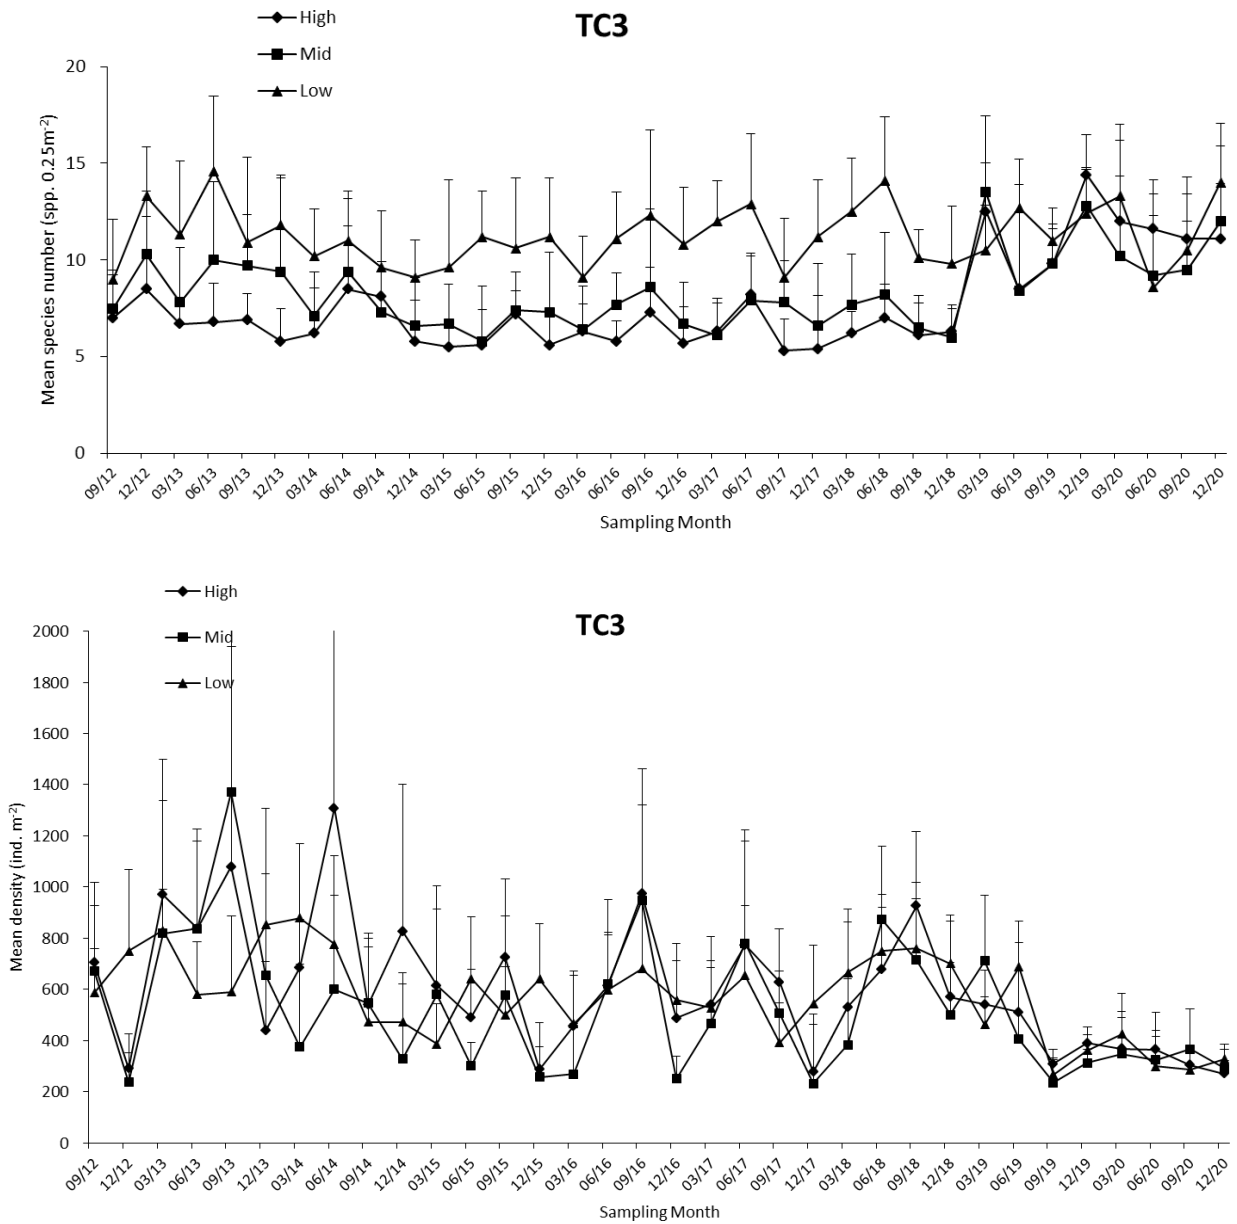 TC3
High
Mid
Low
Mean species number (spp. 0.25m-2)
20
15
10
5
0
09/12 12/12 03/13 06/13 09/13 12/13 03/14 06/14 09/14 12/14 03/15 06/15 09/15 12/15 03/16 06/16 09/16 12/16 03/17 06/17 09/17 12/17 03/18 06/18 09/18 12/18 03/19 06/19 09/19 12/19 03/20 06/20 09/20 12/20
Sampling Month
High
TC3
Mid
Low
Mean density (ind. m-2)
2000
1800
1600
1400
1200
1000
800
600
400
200
0
09/12 12/12 03/13 06/13 09/13 12/13 03/14 06/14 09/14 12/14 03/15 06/15 09/15 12/15 03/16 06/16 09/16 12/16 03/17 06/17 09/17 12/17 03/18 06/18 09/18 12/18 03/19 06/19 09/19 12/19 03/20 06/20 09/20 12/20
Sampling Month